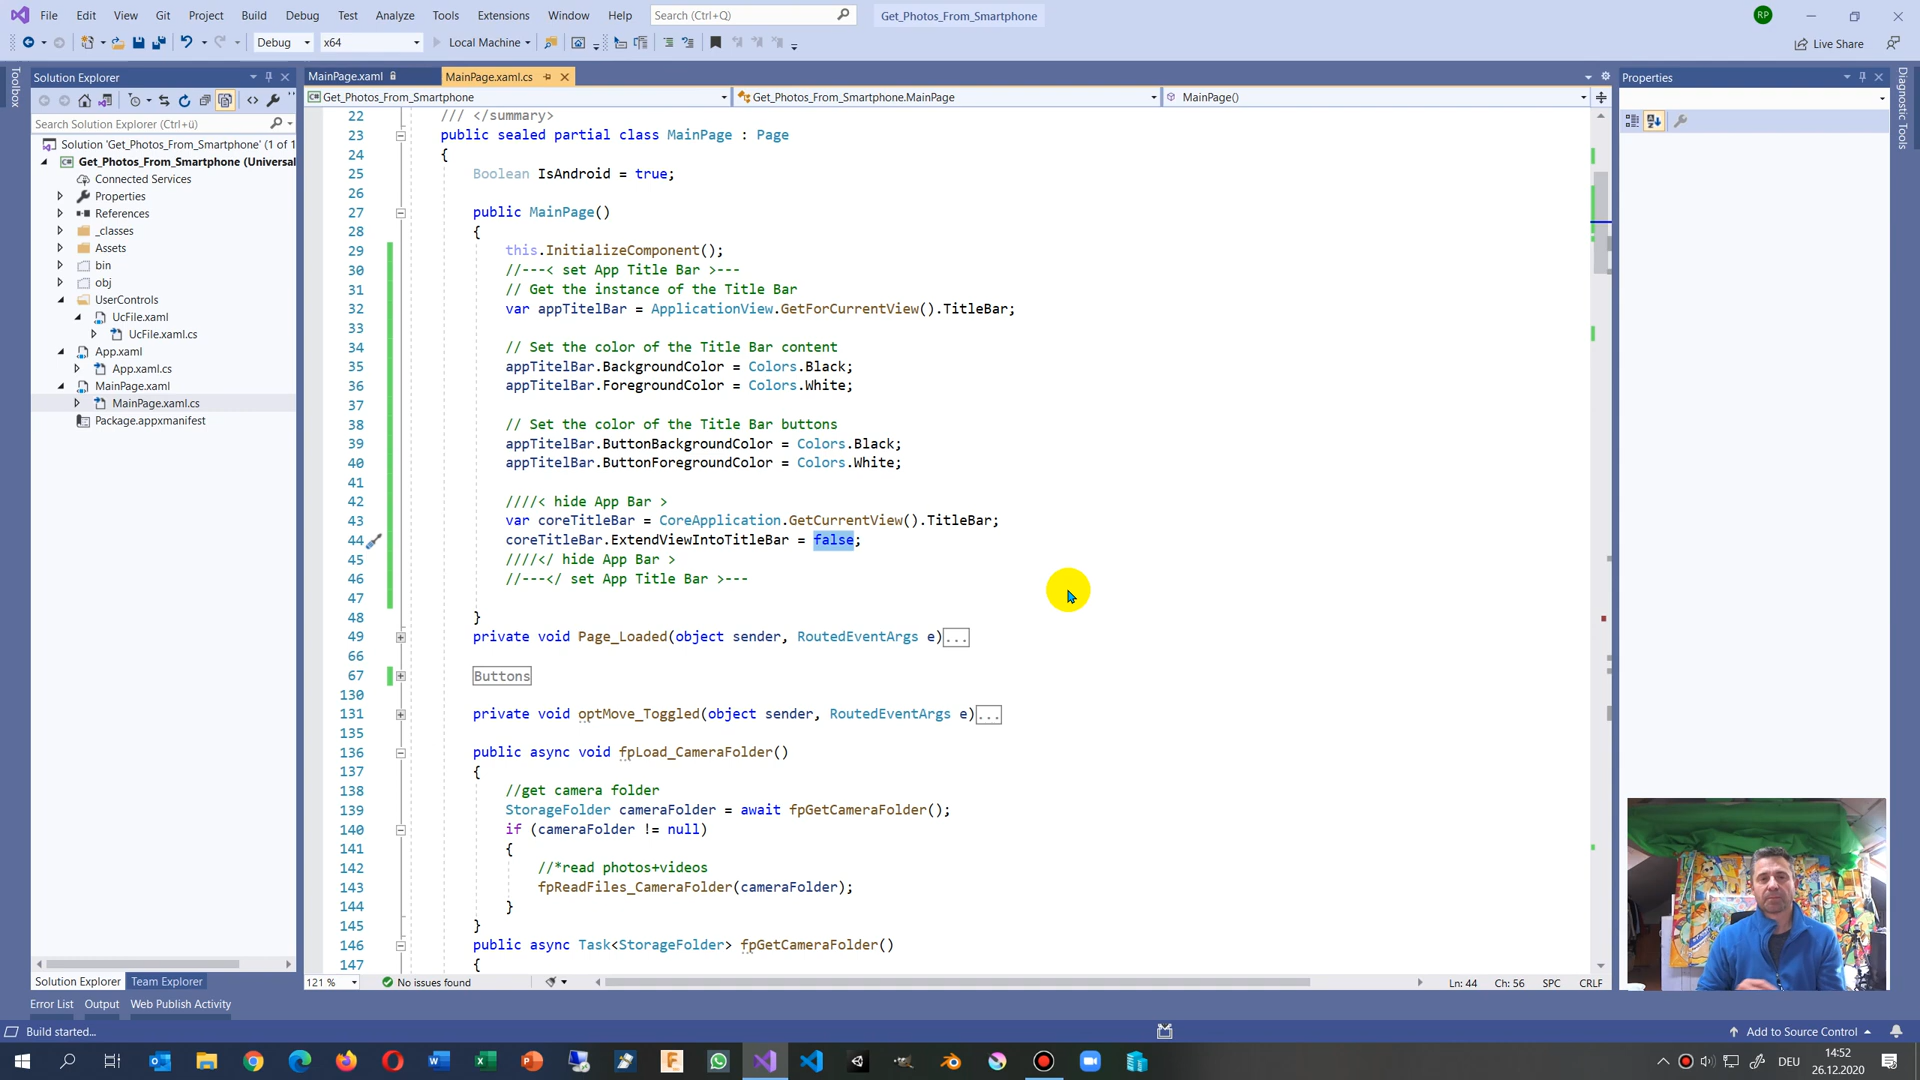 File Edit View Git Project Build Debug Test Analyze Tools Extensions Window Help Search (Ctrl+Q) Get_Photos_From_Smartphone RP
Debug x64 Local Machine Live Share
Toolbox
Solution Explorer
Search Solution Explorer (Ctrl+ü)
Solution 'Get_Photos_From_Smartphone' (1 of 1
Get_Photos_From_Smartphone (Universal
Connected Services
Properties
References
_classes
Assets
bin
obj
UserControls
UcFile.xaml
UcFile.xaml.cs
App.xaml
App.xaml.cs
MainPage.xaml
MainPage.xaml.cs
Package.appxmanifest
Solution Explorer Team Explorer
MainPage.xaml MainPage.xaml.cs
Get_Photos_From_Smartphone Get_Photos_From_Smartphone.MainPage MainPage()
22 /// </summary>
23 public sealed partial class MainPage : Page
24 {
25 Boolean IsAndroid = true;
26
27 public MainPage()
28 {
29 this.InitializeComponent();
30 //---< set App Title Bar >---
31 // Get the instance of the Title Bar
32 var appTitelBar = ApplicationView.GetForCurrentView().TitleBar;
33
34 // Set the color of the Title Bar content
35 appTitelBar.BackgroundColor = Colors.Black;
36 appTitelBar.ForegroundColor = Colors.White;
37
38 // Set the color of the Title Bar buttons
39 appTitelBar.ButtonBackgroundColor = Colors.Black;
40 appTitelBar.ButtonForegroundColor = Colors.White;
41
42 ////< hide App Bar >
43 var coreTitleBar = CoreApplication.GetCurrentView().TitleBar;
44 coreTitleBar.ExtendViewIntoTitleBar = false;
45 ////</ hide App Bar >
46 //---</ set App Title Bar >---
47
48 }
49 private void Page_Loaded(object sender, RoutedEventArgs e)...
66
67 Buttons
130
131 private void optMove_Toggled(object sender, RoutedEventArgs e)...
135
136 public async void fpLoad_CameraFolder()
137 {
138 //get camera folder
139 StorageFolder cameraFolder = await fpGetCameraFolder();
140 if (cameraFolder != null)
141 {
142 //*read photos+videos
143 fpReadFiles_CameraFolder(cameraFolder);
144 }
145 }
146 public async Task<StorageFolder> fpGetCameraFolder()
147 {
121 % No issues found Ln: 44 Ch: 56 SPC CRLF
Properties
Diagnostic Tools
Error List Output Web Publish Activity
Build started... Add to Source Control
DEU 14:52
26.12.2020